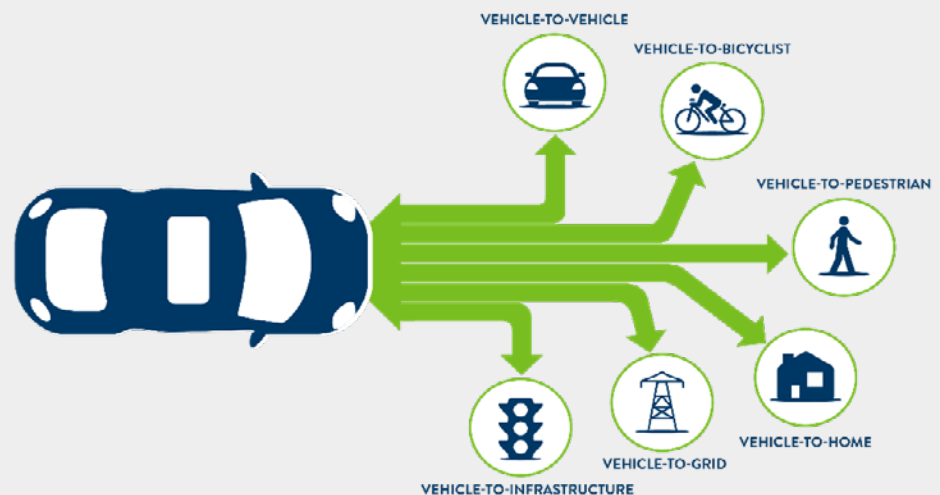 VEHICLE-TO-VEHICLE
VEHICLE-TO-BICYCLIST
VEHICLE-TO-PEDESTRIAN
VEHICLE-TO-HOME
VEHICLE-TO-GRID
VEHICLE-TO-INFRASTRUCTURE